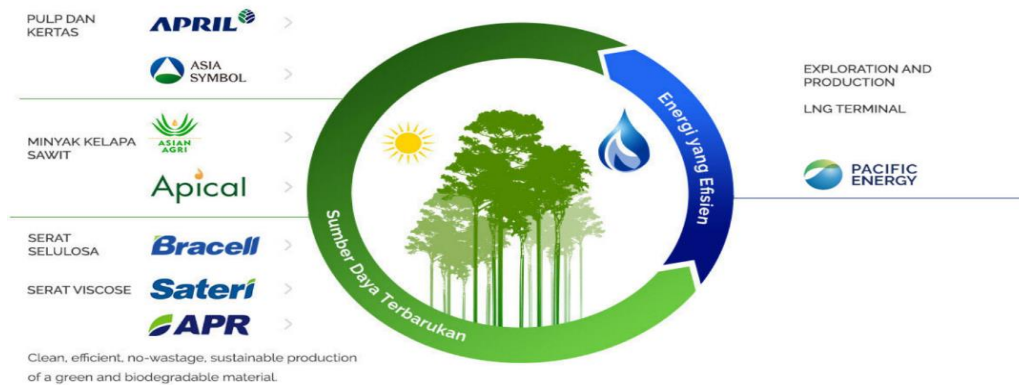 PULP DAN
KERTAS
APRIL
ASIA
SYMBOL
MINYAK KELAPA
SAWIT
ASIAN
AGRI
Apical
SERAT
SELULOSA
Bracell
SERAT VISCOSE
Sateri
APR
Clean, efficient, no-wastage, sustainable production
of a green and biodegradable material.
Sumber Daya Terbarukan
Energi yang Efisien
EXPLORATION AND
PRODUCTION
LNG TERMINAL
PACIFIC
ENERGY